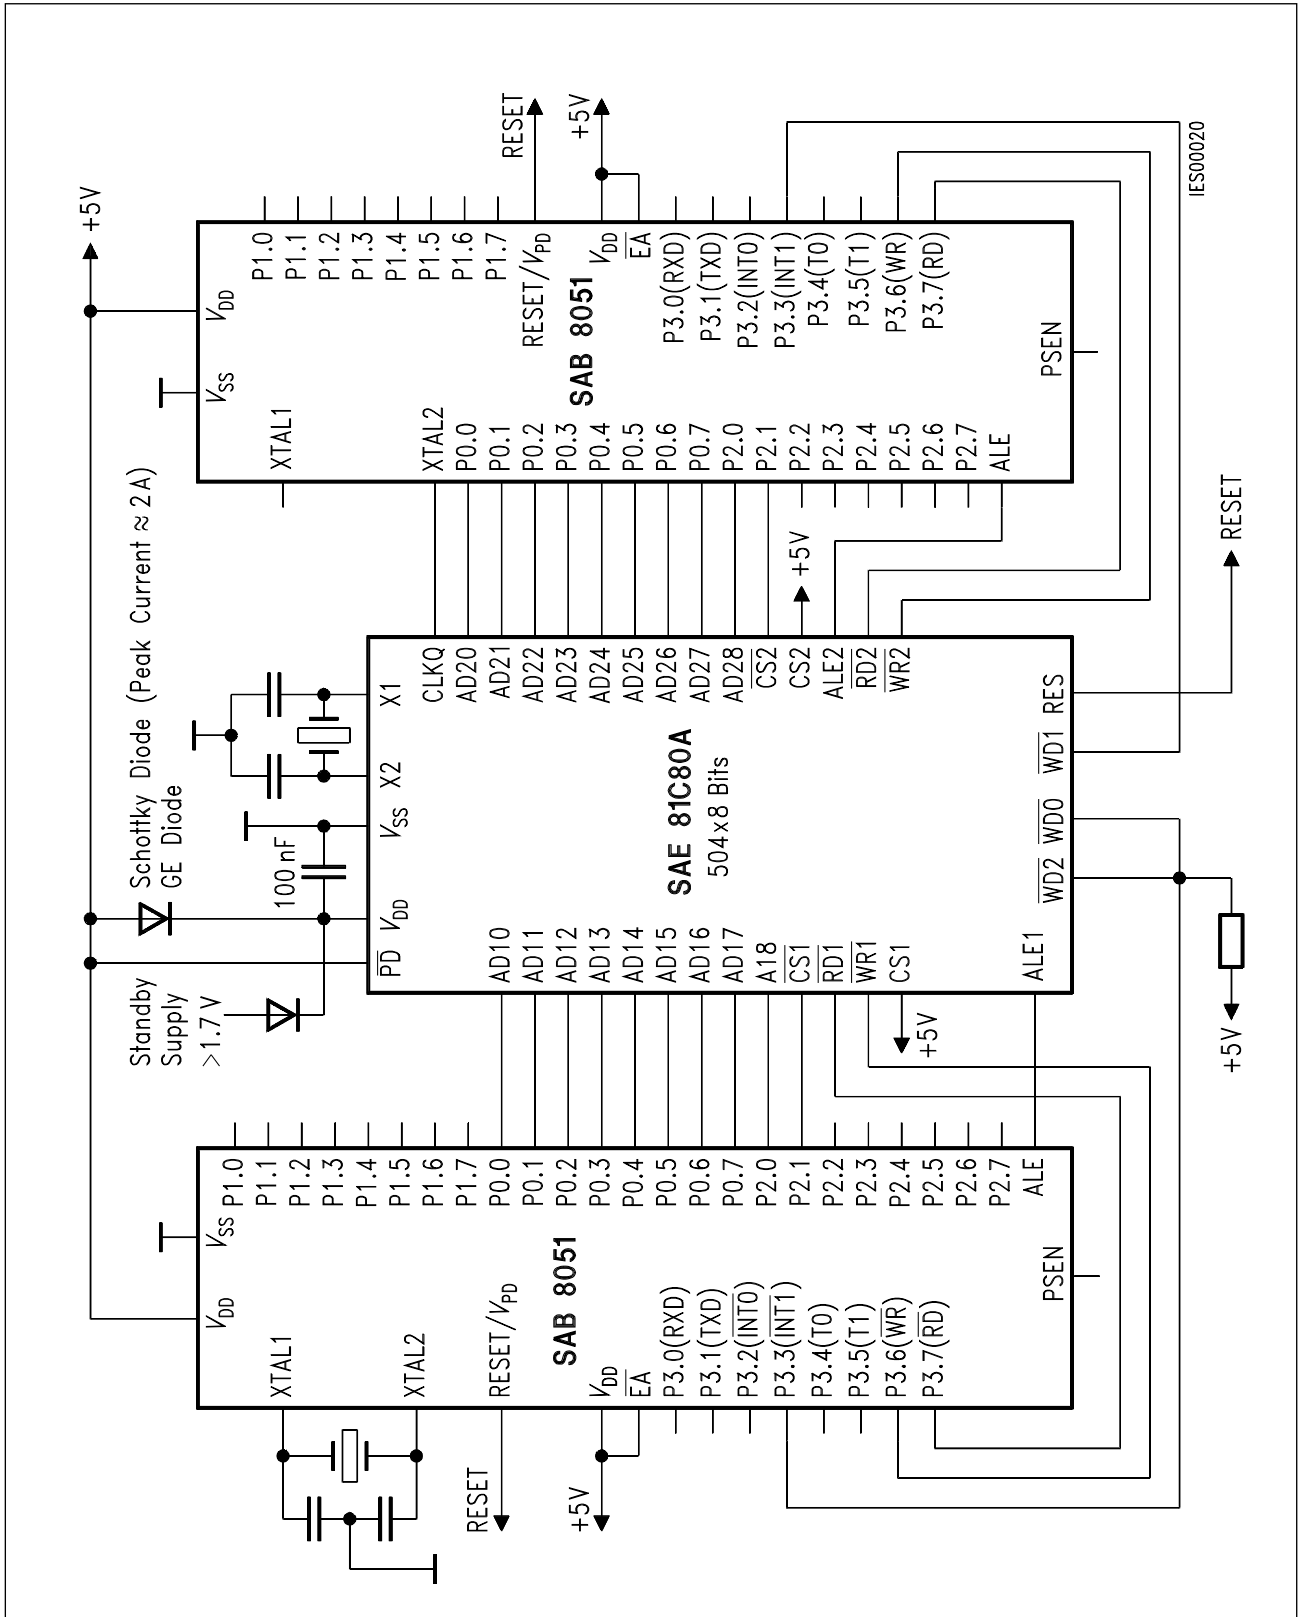 +5V
Standby
Supply
>1.7 V
Schottky Diode (Peak Current ≈ 2 A)
GE Diode
100 nF
VDD
VSS
XTAL1
XTAL2
RESET/VPD
SAB 8051
VDD
EA
P3.0(RXD)
P3.1(TXD)
P3.2(INT0)
P3.3(INT1)
P3.4(T0)
P3.5(T1)
P3.6(WR)
P3.7(RD)
PSEN
P1.0
P1.1
P1.2
P1.3
P1.4
P1.5
P1.6
P1.7
P0.0
P0.1
P0.2
P0.3
P0.4
P0.5
P0.6
P0.7
P2.0
P2.1
P2.2
P2.3
P2.4
P2.5
P2.6
P2.7
ALE
RESET
+5V
PD
VDD
VSS
X2
X1
AD10
AD11
AD12
AD13
AD14
AD15
AD16
AD17
A18
CS1
RD1
WR1
CS1
ALE1
+5V
SAE 81C80A
504x8 Bits
CLKQ
AD20
AD21
AD22
AD23
AD24
AD25
AD26
AD27
AD28
CS2
CS2
ALE2
RD2
WR2
+5V
WD2
WD0
WD1
RES
+5V
RESET
VSS
VDD
XTAL1
XTAL2
P0.0
P0.1
P0.2
P0.3
P0.4
P0.5
P0.6
P0.7
P2.0
P2.1
P2.2
P2.3
P2.4
P2.5
P2.6
P2.7
ALE
SAB 8051
PSEN
P1.0
P1.1
P1.2
P1.3
P1.4
P1.5
P1.6
P1.7
RESET/VPD
VDD
EA
P3.0(RXD)
P3.1(TXD)
P3.2(INT0)
P3.3(INT1)
P3.4(T0)
P3.5(T1)
P3.6(WR)
P3.7(RD)
RESET
+5V
IES00020